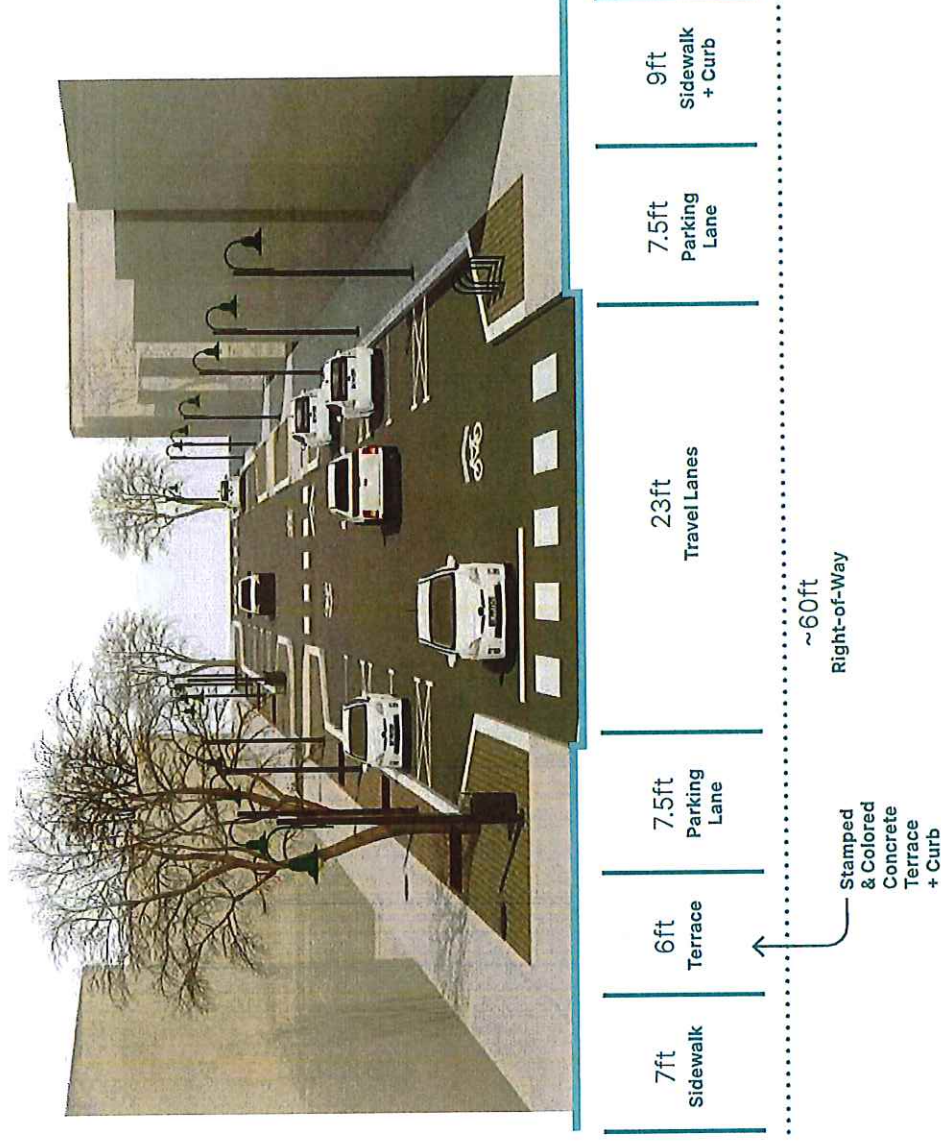 7ft
Sidewalk
6ft
Terrace
7.5ft
Parking
Lane
23ft
Travel Lanes
7.5ft
Parking
Lane
9ft
Sidewalk
+ Curb
Stamped
& Colored
Concrete
Terrace
+ Curb
~60ft
Right-of-Way